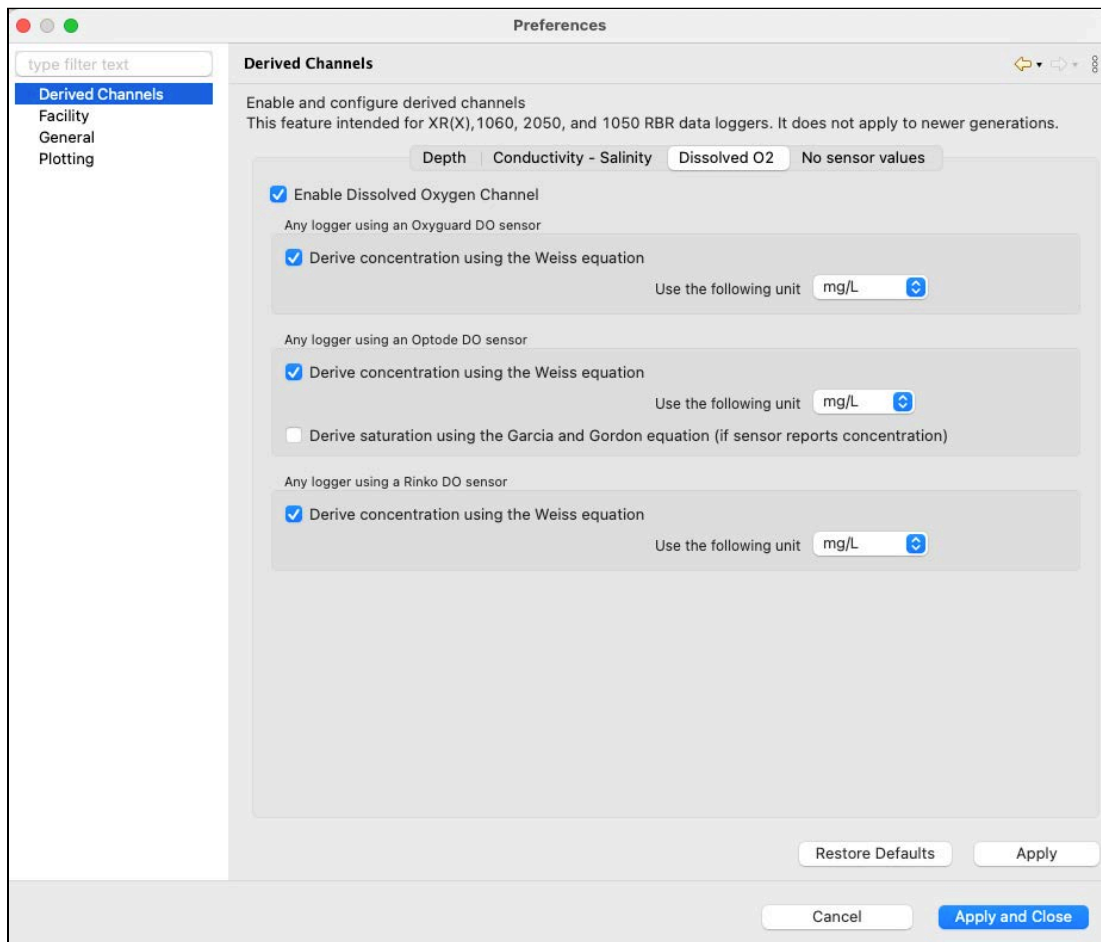 Preferences
type filter text
Derived Channels
Facility
General
Plotting
Derived Channels
Enable and configure derived channels
This feature intended for XR(X),1060, 2050, and 1050 RBR data loggers. It does not apply to newer generations.
Depth
Conductivity - Salinity
Dissolved O2
No sensor values
Enable Dissolved Oxygen Channel
Any logger using an Oxyguard DO sensor
Derive concentration using the Weiss equation
Use the following unit mg/L
Any logger using an Optode DO sensor
Derive concentration using the Weiss equation
Use the following unit mg/L
Derive saturation using the Garcia and Gordon equation (if sensor reports concentration)
Any logger using a Rinko DO sensor
Derive concentration using the Weiss equation
Use the following unit mg/L
Restore Defaults
Apply
Cancel
Apply and Close